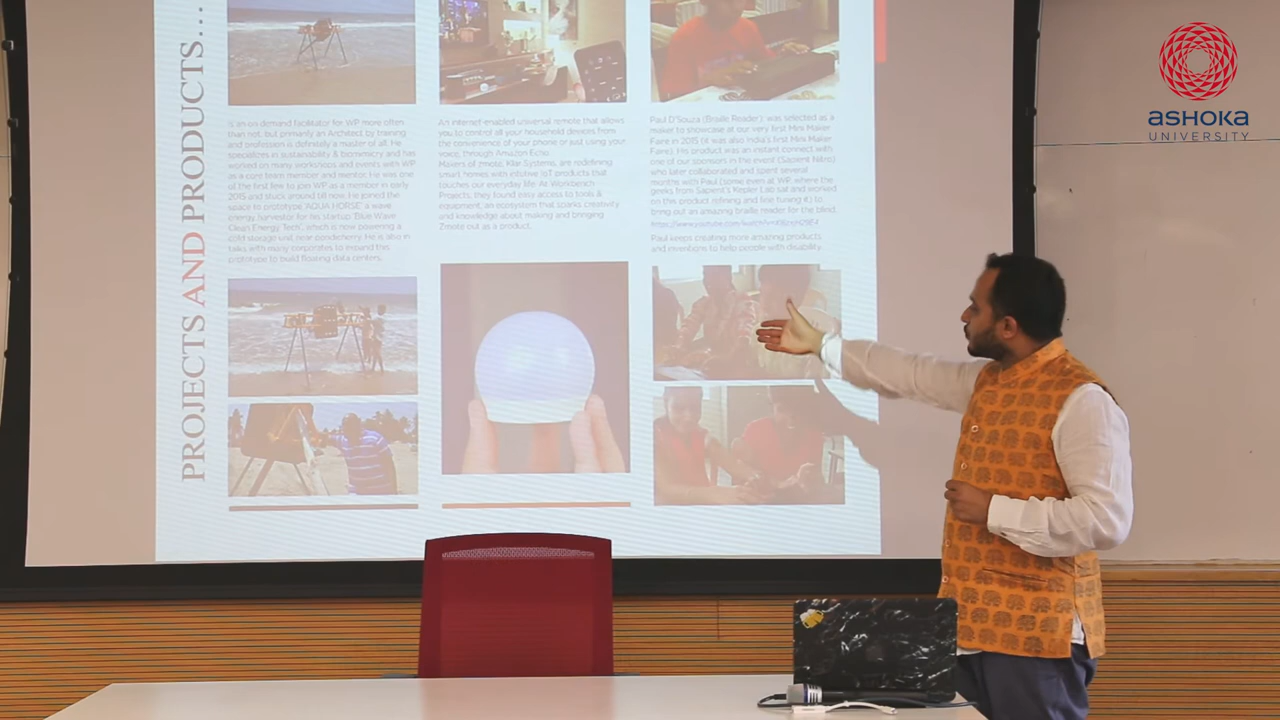 PROJECTS AND PRODUCTS...
is an on-demand facilitator for WP more often
than not, but primarily an Architect by training
and profession is definitely a master of all. He
specializes in sustainability & biomimicry and has
worked on many workshops and events with WP
as a core team member and mentor. He was one
of the first few to join WP as a member in early
2015 and stuck around till now. He joined the
space to prototype 'AQUA HORSE' a wave
energy harvestor for his startup 'Blue Wave
Clean Energy Tech', which is now powering a
cold storage unit near pondicherry. He is also in
talks with many corporates to expand this
prototype to build floating data centers.
An internet-enabled universal remote that allows
you to control all your household devices from
the convenience of your phone or just using your
voice, through Amazon Echo.
Makers of zmote, Klar Systems, are redefining
smart homes with intuitive IoT products that
touches our everyday life. At Workbench
Projects, they found easy access to tools &
equipment, an ecosystem that sparks creativity
and knowledge about making and bringing
Zmote out as a product.
Paul D'Souza (Braille Reader), was selected as a
maker to showcase at our very first Mini Maker
Faire in 2015 (it was also India's first Mini Maker
Faire). His product was an instant connect with
one of our sponsors in the event (Sapient Nitro)
who later collaborated and spent several
months with Paul (some even at WP, where the
geeks from Sapient's Kepler Lab sat and worked
on this product refining and fine tuning it) to
bring out an amazing braille reader for the blind.
Paul keeps creating more amazing products
and inventions to help people with disability.
ASHOKA
UNIVERSITY